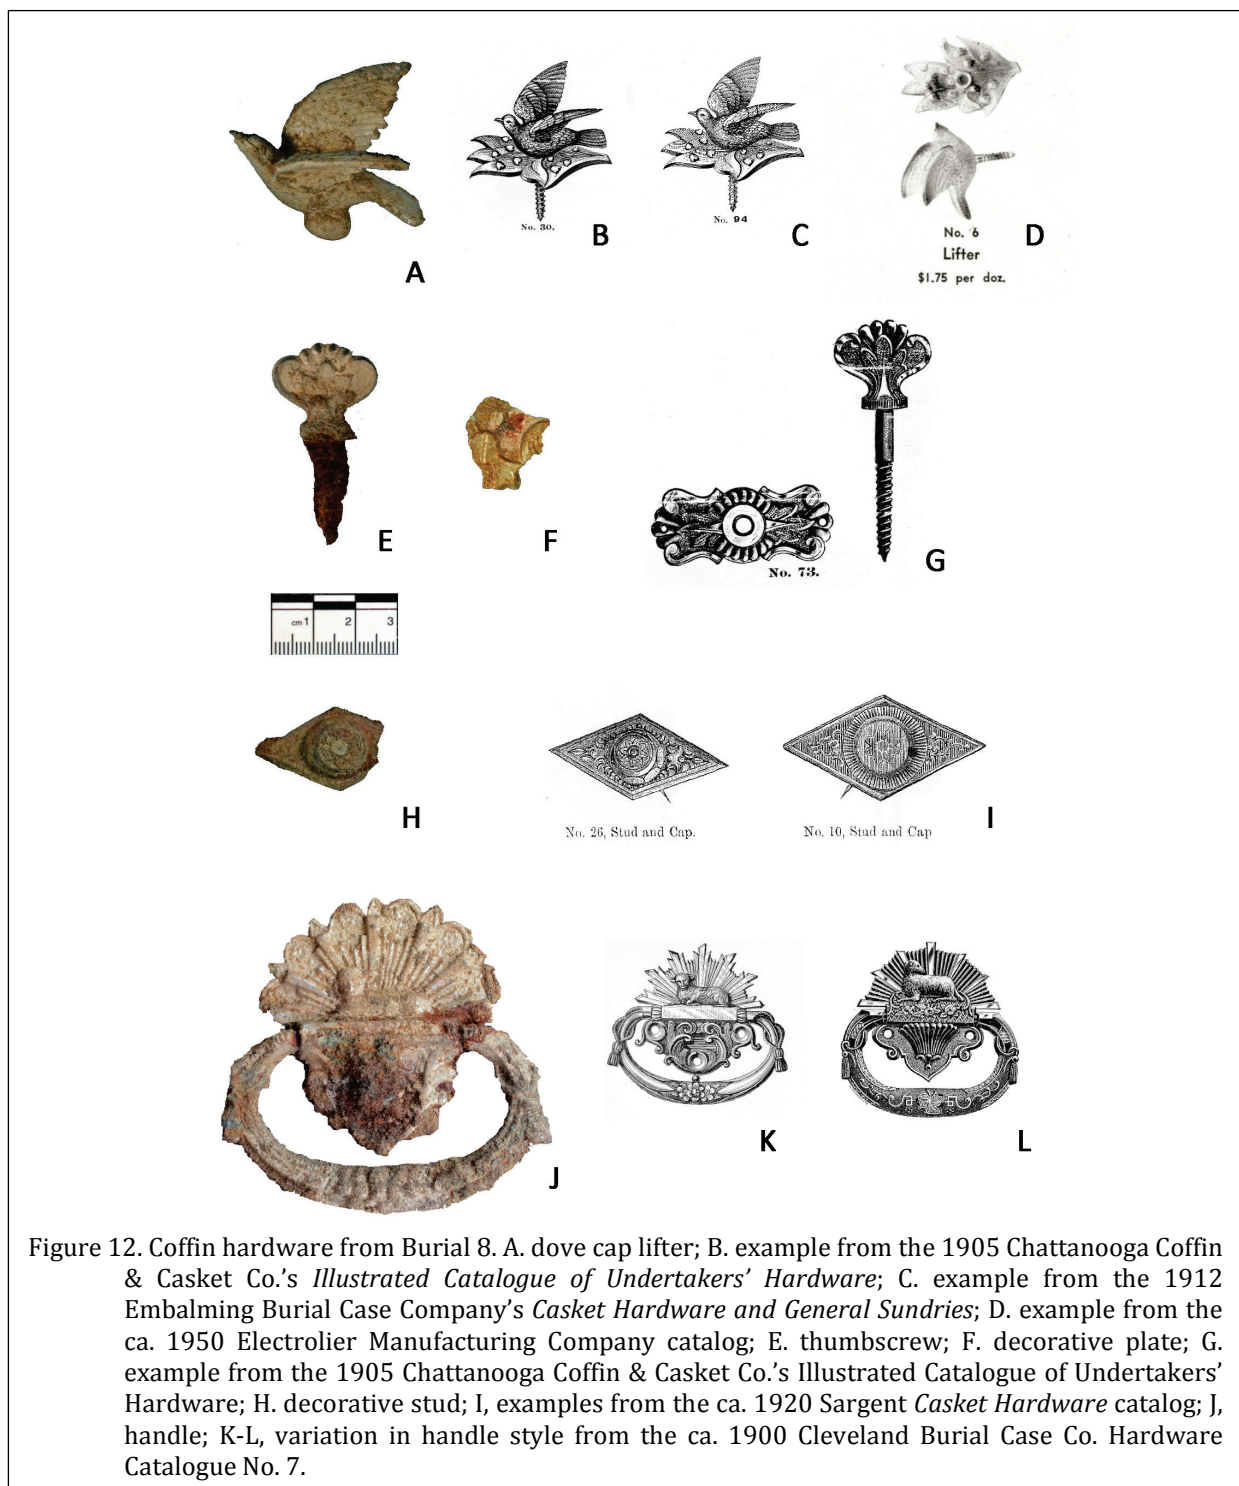 No. 30.
No. 94
A
B
C
D
No. 6
Lifter
$1.75 per doz.
E
F
No. 73.
G
cm 1 2 3
H
No. 26, Stud and Cap.
No. 10, Stud and Cap
I
J
K
L
Figure 12. Coffin hardware from Burial 8. A. dove cap lifter; B. example from the 1905 Chattanooga Coffin
& Casket Co.’s Illustrated Catalogue of Undertakers’ Hardware; C. example from the 1912
Embalming Burial Case Company’s Casket Hardware and General Sundries; D. example from the
ca. 1950 Electrolier Manufacturing Company catalog; E. thumbscrew; F. decorative plate; G.
example from the 1905 Chattanooga Coffin & Casket Co.’s Illustrated Catalogue of Undertakers’
Hardware; H. decorative stud; I, examples from the ca. 1920 Sargent Casket Hardware catalog; J,
handle; K-L, variation in handle style from the ca. 1900 Cleveland Burial Case Co. Hardware
Catalogue No. 7.